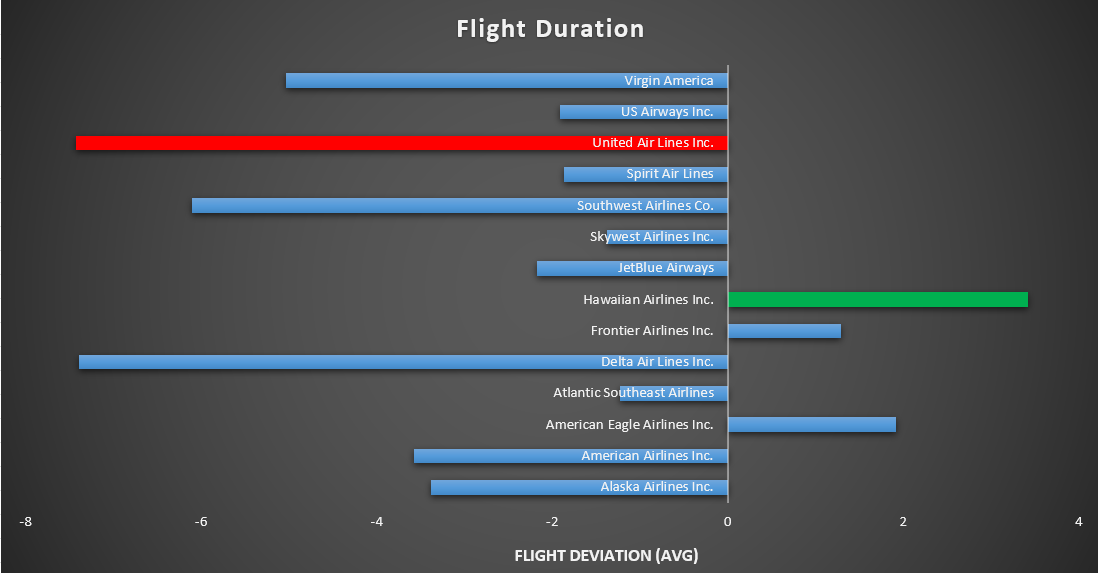 Flight Duration
Virgin America
US Airways Inc.
United Air Lines Inc.
Spirit Air Lines
Southwest Airlines Co.
Skywest Airlines Inc.
JetBlue Airways
Hawaiian Airlines Inc.
Frontier Airlines Inc.
Delta Air Lines Inc.
Atlantic Southeast Airlines
American Eagle Airlines Inc.
American Airlines Inc.
Alaska Airlines Inc.
-8 -6 -4 -2 0 2 4
FLIGHT DEVIATION (AVG)